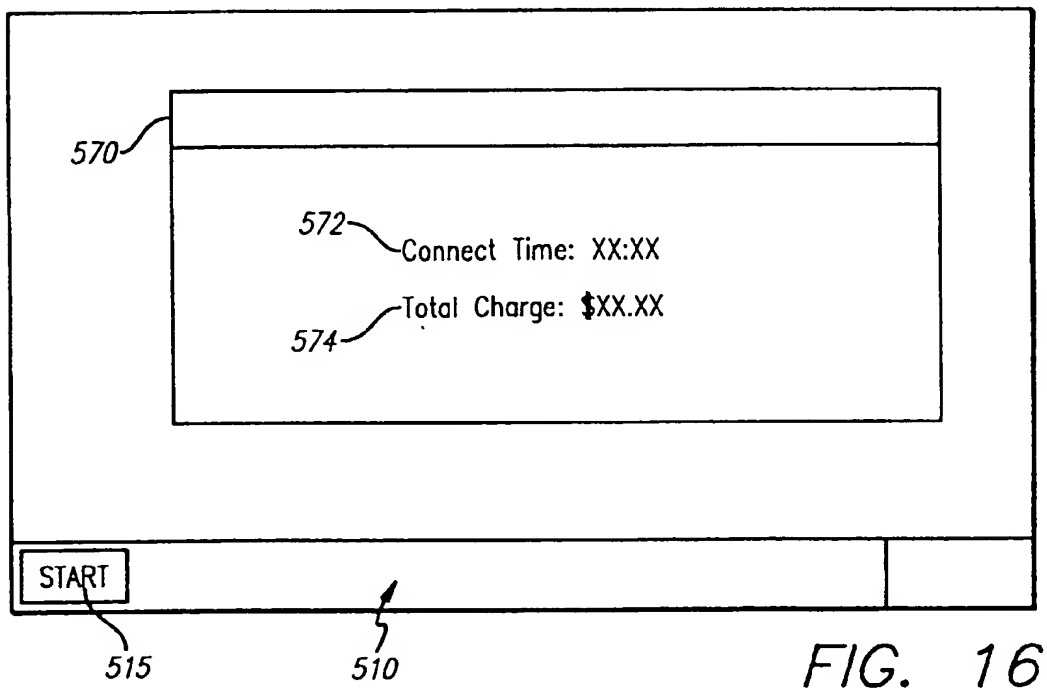 570
572
Connect Time: XX:XX
Total Charge: $XX.XX
574
START
515
510
FIG. 16